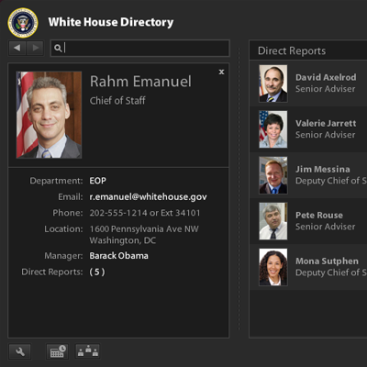 White House Directory
x
Rahm Emanuel
Chief of Staff
Department: EOP
Email: r.emanuel@whitehouse.gov
Phone: 202-555-1214 or Ext 34101
Location: 1600 Pennsylvania Ave NW
Washington, DC
Manager: Barack Obama
Direct Reports: ( 5 )
Direct Reports
David Axelrod
Senior Adviser
Valerie Jarrett
Senior Adviser
Jim Messina
Deputy Chief of S
Pete Rouse
Senior Adviser
Mona Sutphen
Deputy Chief of S